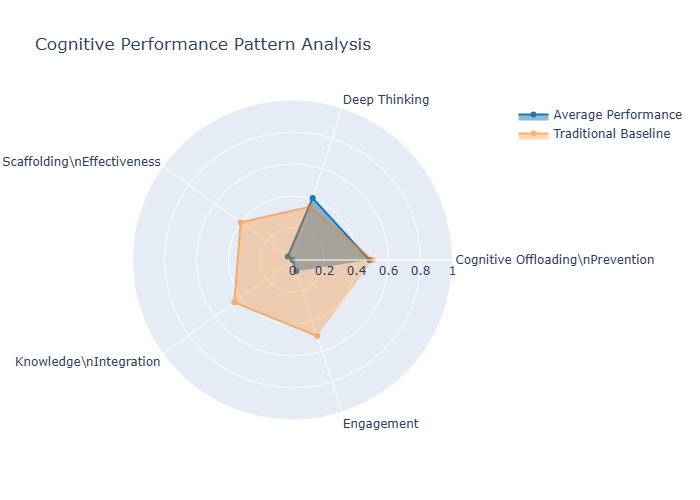 Cognitive Performance Pattern Analysis
Average Performance
Traditional Baseline
Deep Thinking
Scaffolding\nEffectiveness
Cognitive Offloading\nPrevention
0 0.2 0.4 0.6 0.8 1
Knowledge\nIntegration
Engagement